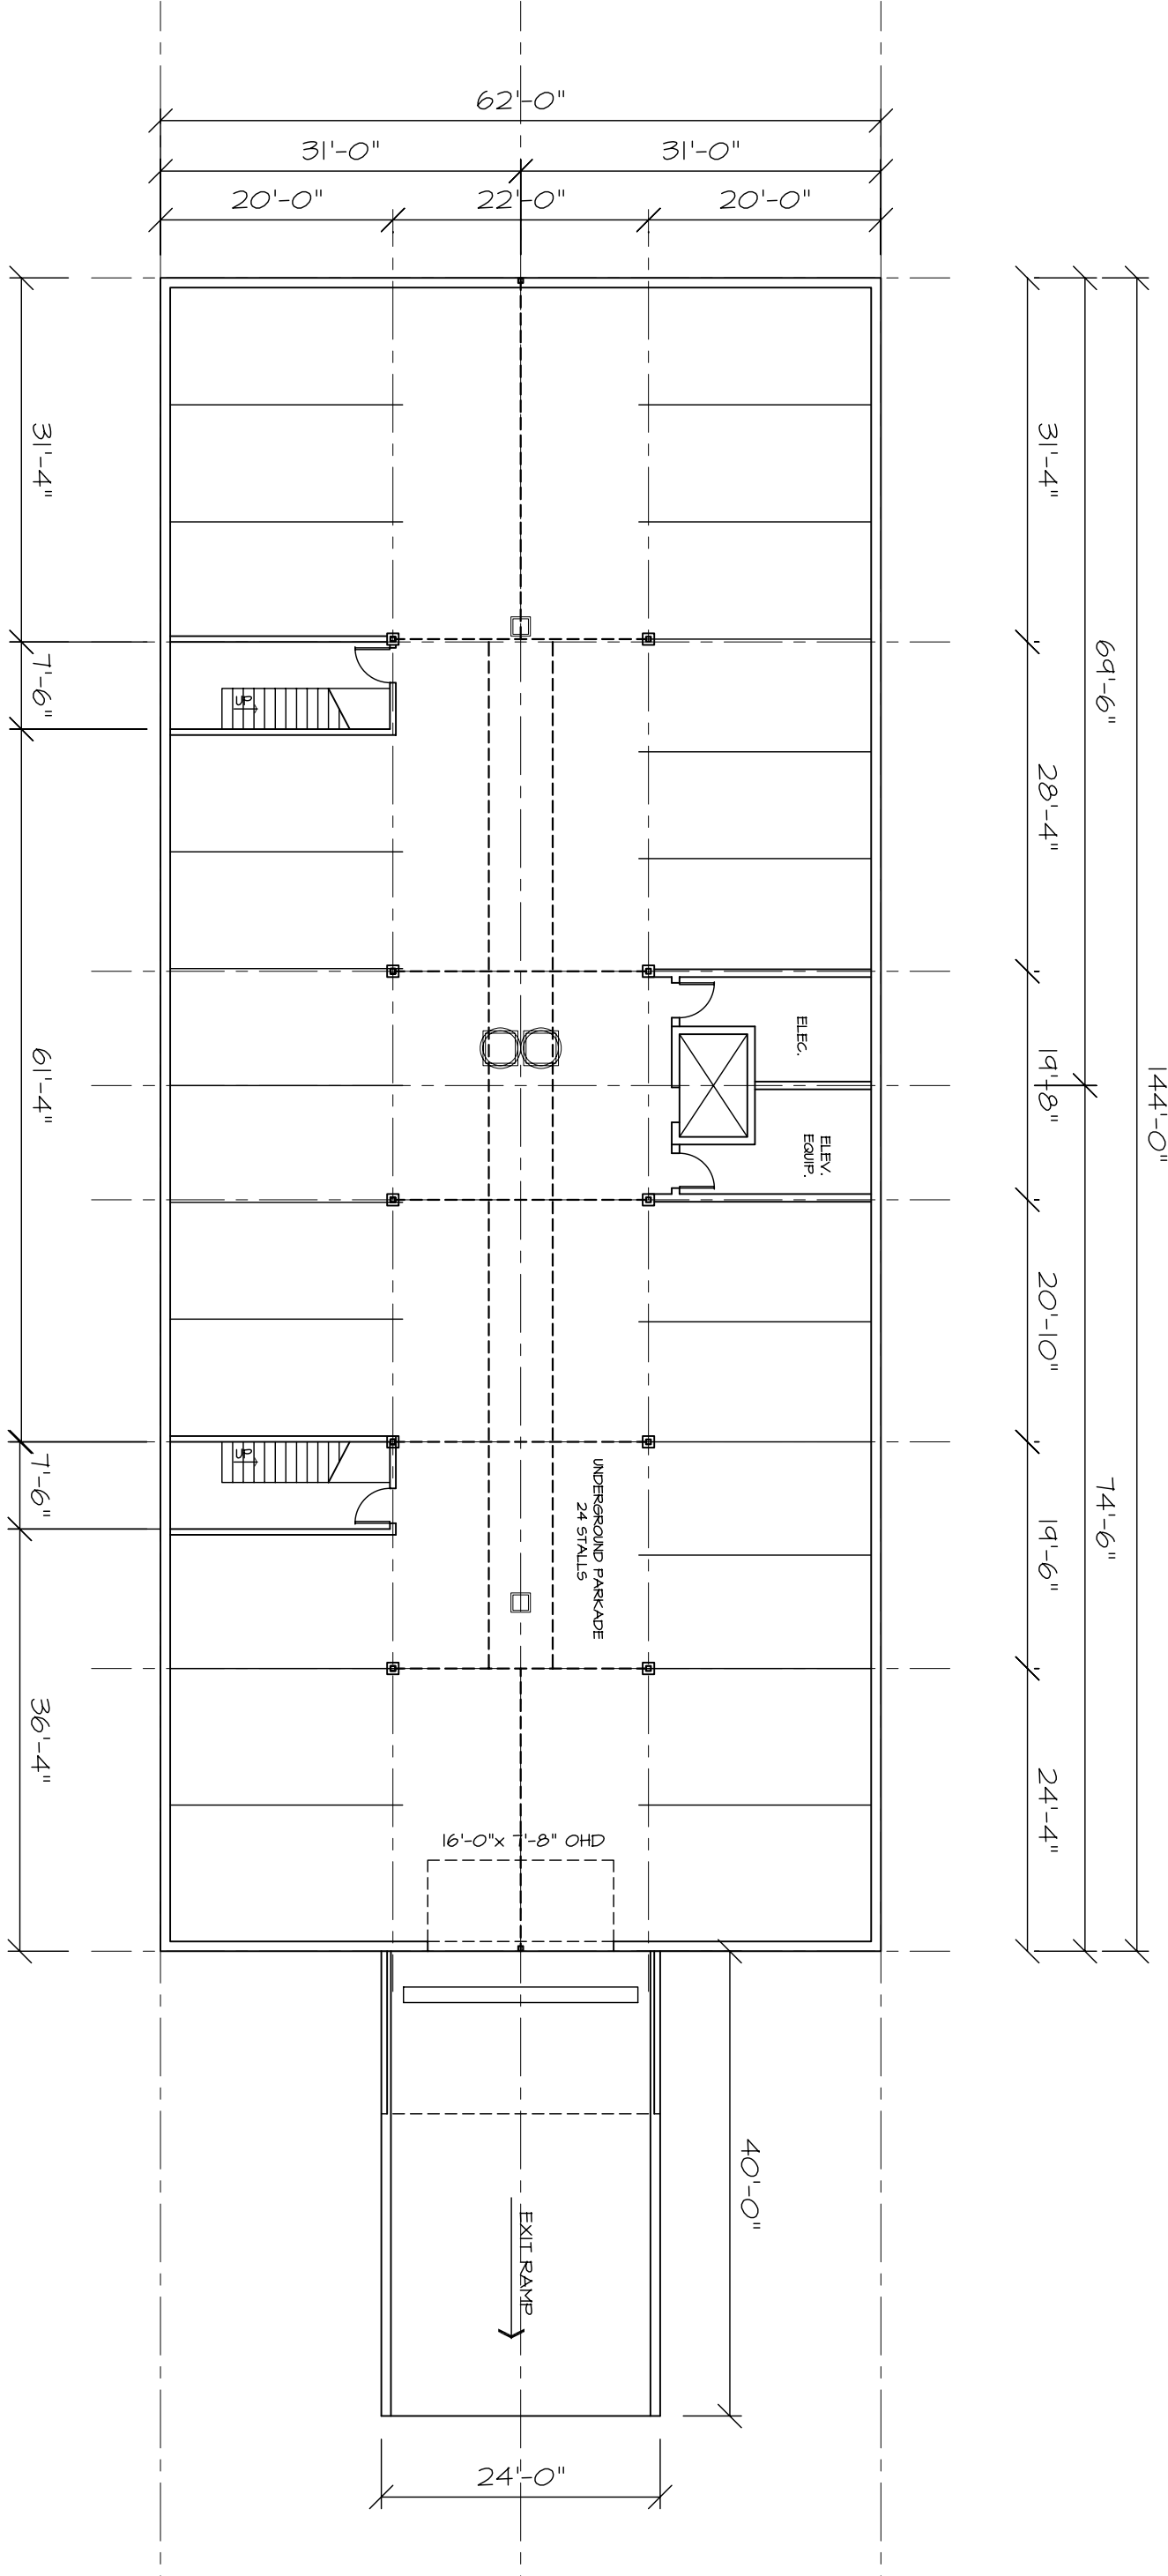 62'-0"
31'-0"
31'-0"
20'-0"
22'-0"
20'-0"
31'-4"
7'-6"
61'-4"
7'-6"
36'-4"
31'-4"
28'-4"
19'-8"
20'-10"
19'-6"
24'-4"
69'-6"
74'-6"
144'-0"
UP
UP
ELEC.
ELEV.
EQUIP.
UNDERGROUND PARKADE
24 STALLS
16'-0"x 7'-8" OHD
40'-0"
EXIT RAMP
24'-0"